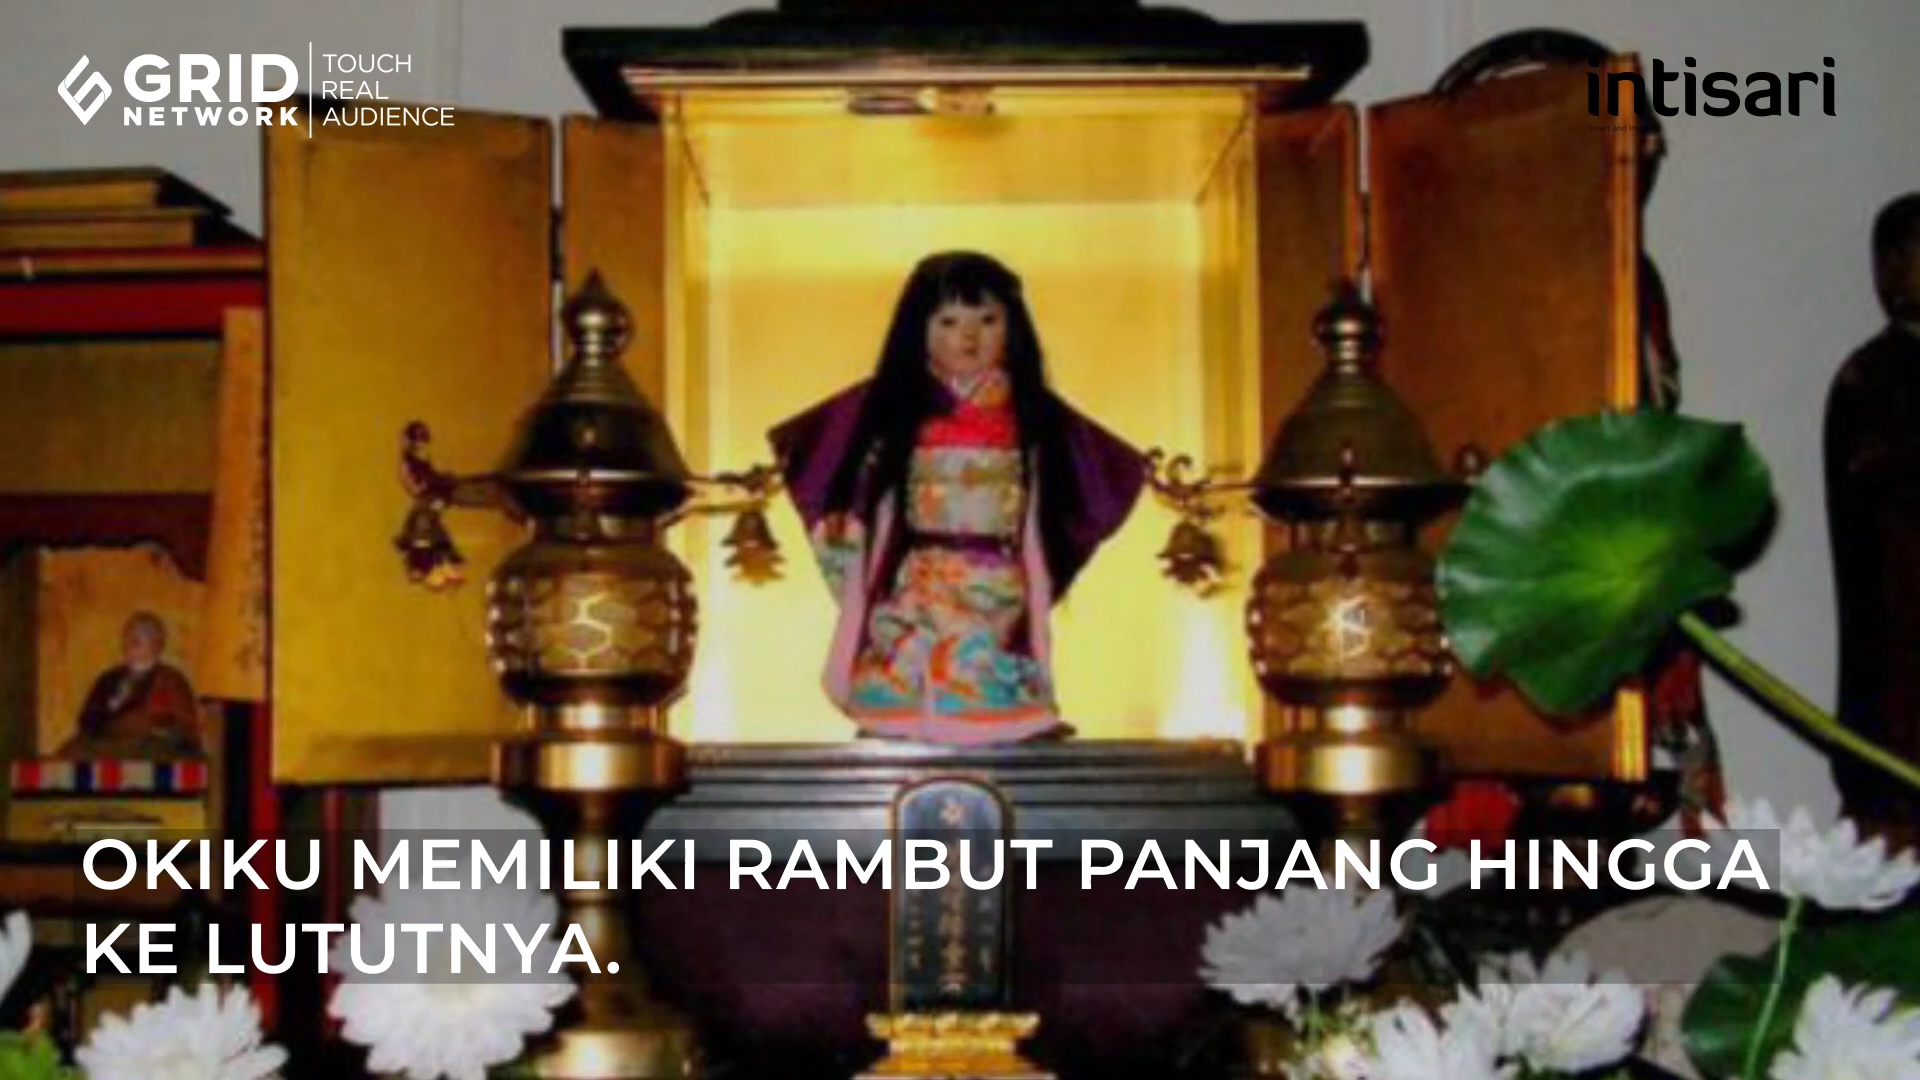 GRID
NETWORK
TOUCH
REAL
AUDIENCE
intisari
OKIKU MEMILIKI RAMBUT PANJANG HINGGA
KE LUTUTNYA.